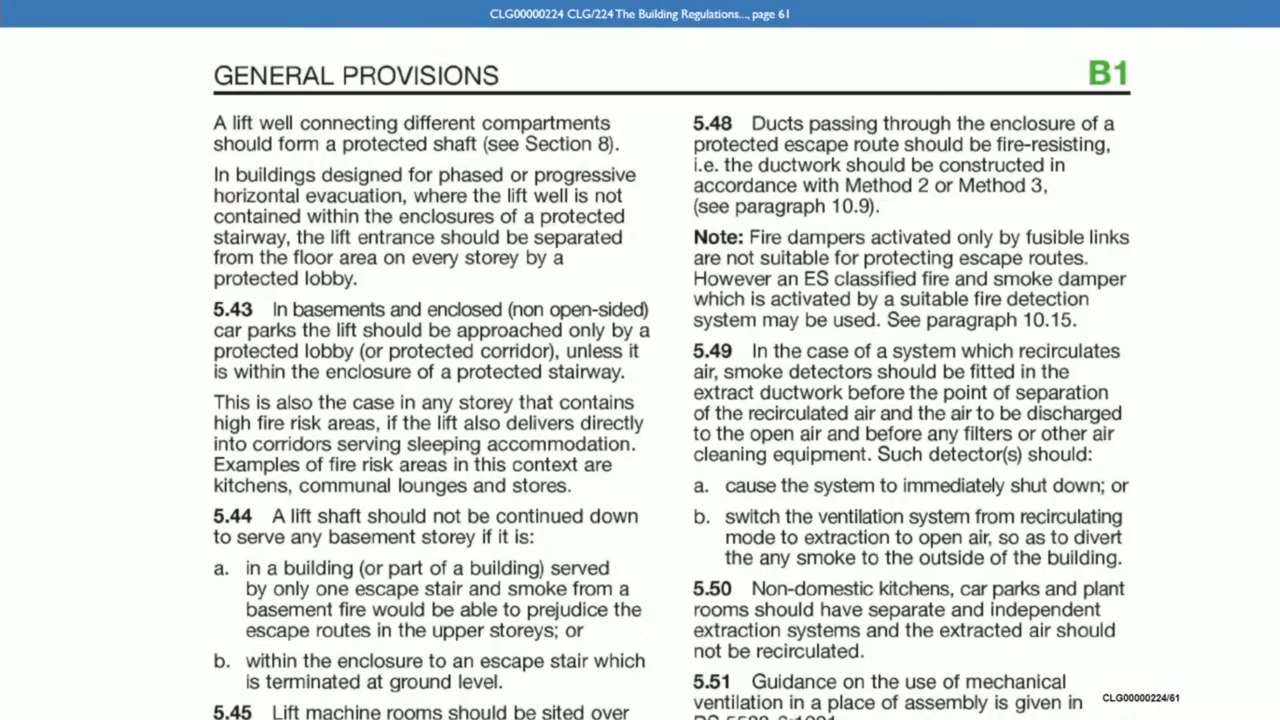 CLG00000224 CLG/224 The Building Regulations..., page 61
GENERAL PROVISIONS
B1
A lift well connecting different compartments
should form a protected shaft (see Section 8).
In buildings designed for phased or progressive
horizontal evacuation, where the lift well is not
contained within the enclosures of a protected
stairway, the lift entrance should be separated
from the floor area on every storey by a
protected lobby.
5.43 In basements and enclosed (non open-sided)
car parks the lift should be approached only by a
protected lobby (or protected corridor), unless it
is within the enclosure of a protected stairway.
This is also the case in any storey that contains
high fire risk areas, if the lift also delivers directly
into corridors serving sleeping accommodation.
Examples of fire risk areas in this context are
kitchens, communal lounges and stores.
5.44 A lift shaft should not be continued down
to serve any basement storey if it is:
a. in a building (or part of a building) served
by only one escape stair and smoke from a
basement fire would be able to prejudice the
escape routes in the upper storeys; or
b. within the enclosure to an escape stair which
is terminated at ground level.
5.45 Lift machine rooms should be sited over
5.48 Ducts passing through the enclosure of a
protected escape route should be fire-resisting,
i.e. the ductwork should be constructed in
accordance with Method 2 or Method 3,
(see paragraph 10.9).
Note: Fire dampers activated only by fusible links
are not suitable for protecting escape routes.
However an ES classified fire and smoke damper
which is activated by a suitable fire detection
system may be used. See paragraph 10.15.
5.49 In the case of a system which recirculates
air, smoke detectors should be fitted in the
extract ductwork before the point of separation
of the recirculated air and the air to be discharged
to the open air and before any filters or other air
cleaning equipment. Such detector(s) should:
a. cause the system to immediately shut down; or
b. switch the ventilation system from recirculating
mode to extraction to open air, so as to divert
the any smoke to the outside of the building.
5.50 Non-domestic kitchens, car parks and plant
rooms should have separate and independent
extraction systems and the extracted air should
not be recirculated.
5.51 Guidance on the use of mechanical
ventilation in a place of assembly is given in
CLG00000224/61